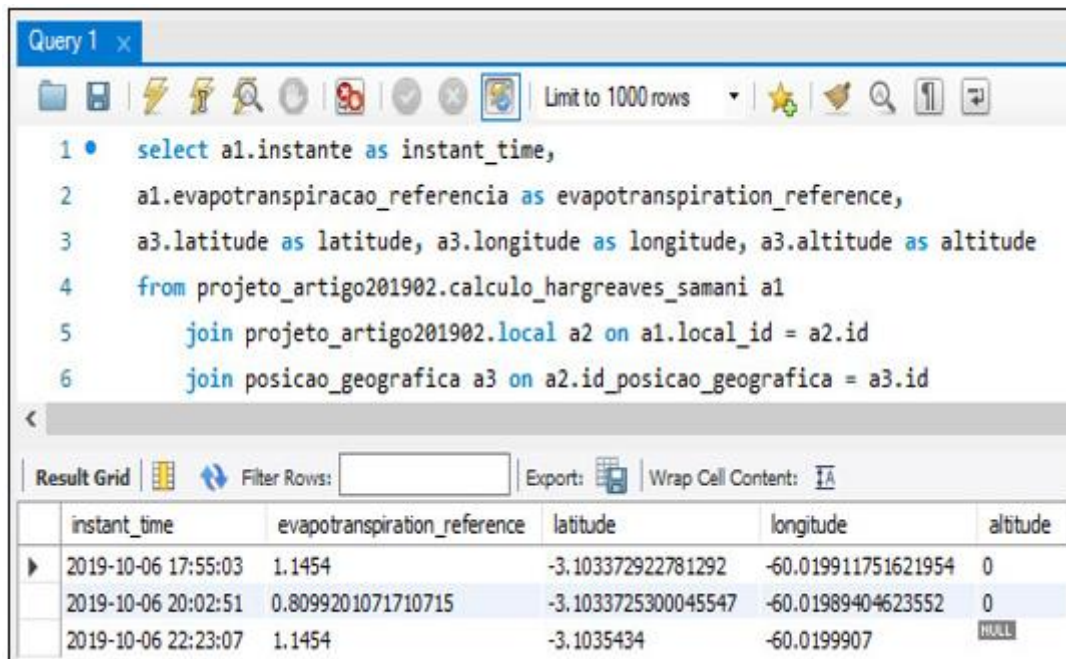 Query 1 x
Limit to 1000 rows
1 select a1.instante as instant_time,
2 a1.evapotranspiracao_referencia as evapotranspiration_reference,
3 a3.latitude as latitude, a3.longitude as longitude, a3.altitude as altitude
4 from projeto_artigo201902.calculo_hargreaves_samani a1
5 join projeto_artigo201902.local a2 on a1.local_id = a2.id
6 join posicao_geografica a3 on a2.id_posicao_geografica = a3.id
Result Grid Filter Rows: Export: Wrap Cell Content: IA
instant_time evapotranspiration_reference latitude longitude altitude
2019-10-06 17:55:03 1.1454 -3.103372922781292 -60.019911751621954 0
2019-10-06 20:02:51 0.8099201071710715 -3.1033725300045547 -60.01989404623552 0
2019-10-06 22:23:07 1.1454 -3.1035434 -60.0199907 NULL